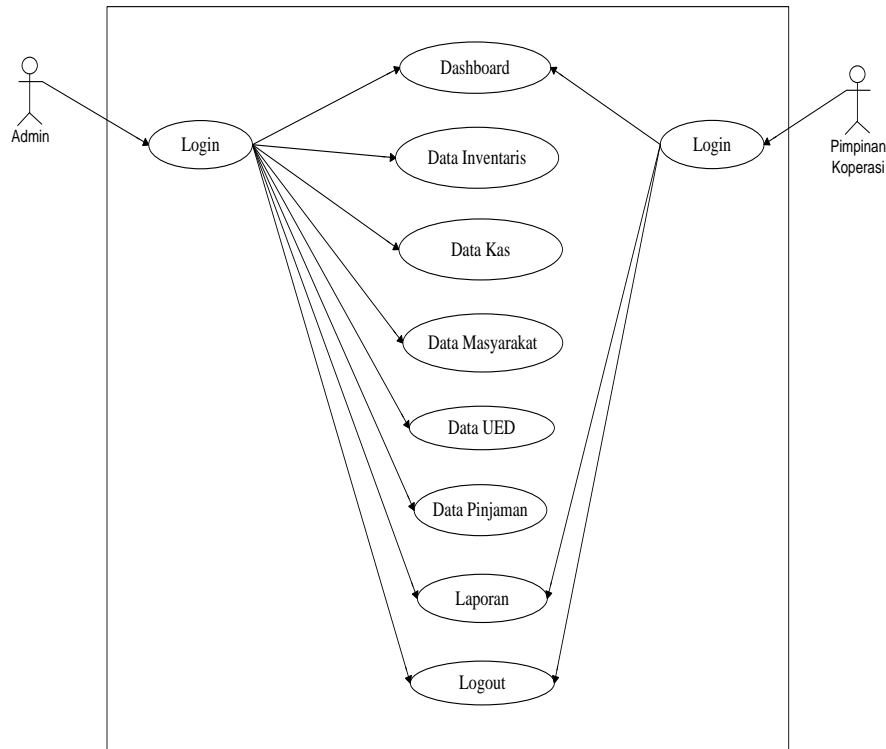 Dashboard
Admin
Login
Data Inventaris
Login
Pimpinan
Koperasi
Data Kas
Data Masyarakat
Data UED
Data Pinjaman
Laporan
Logout